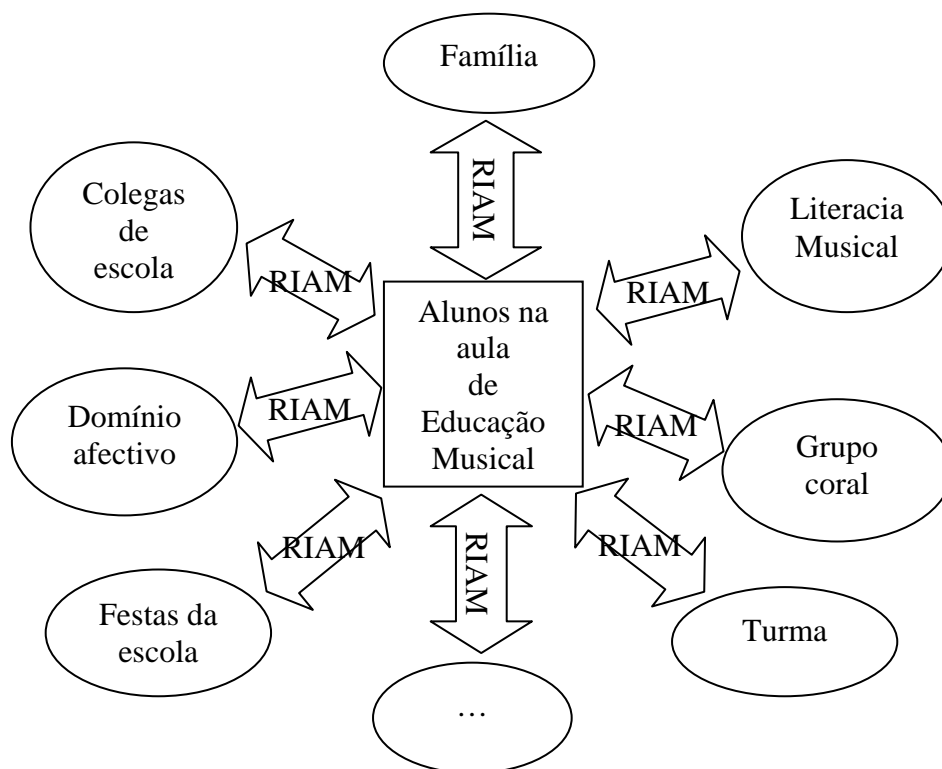 Família
RIAM
Colegas
de
escola
Literacia
Musical
RIAM
RIAM
Alunos na
aula
de
Educação
Musical
Domínio
afectivo
RIAM
RIAM
Grupo
coral
RIAM
RIAM
RIAM
Festas da
escola
Turma
…